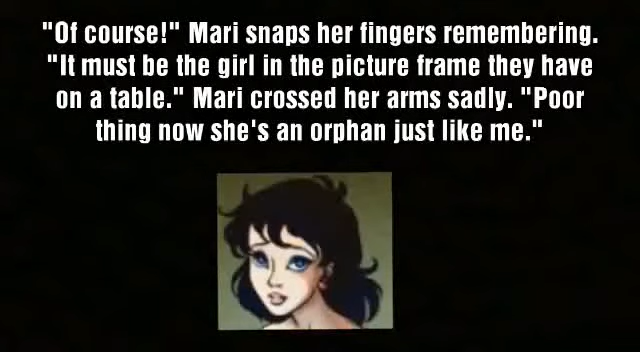 "Of course!" Mari snaps her fingers remembering.
"It must be the girl in the picture frame they have
on a table." Mari crossed her arms sadly. "Poor
thing now she's an orphan just like me."